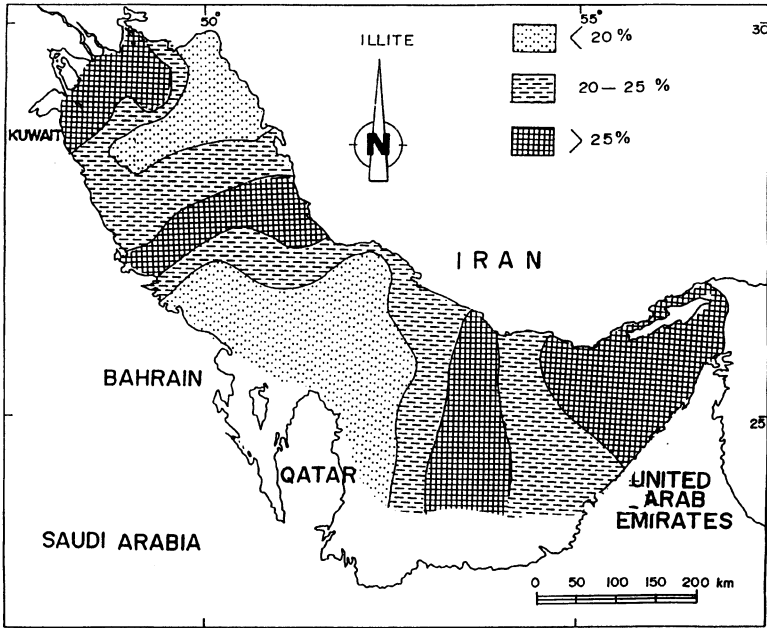 50°
55°
30
ILLITE
< 20 %
20 – 25 %
> 25 %
KUWAIT
N
IRAN
BAHRAIN
25
QATAR
UNITED
ARAB
EMIRATES
SAUDI ARABIA
0 50 100 150 200 km